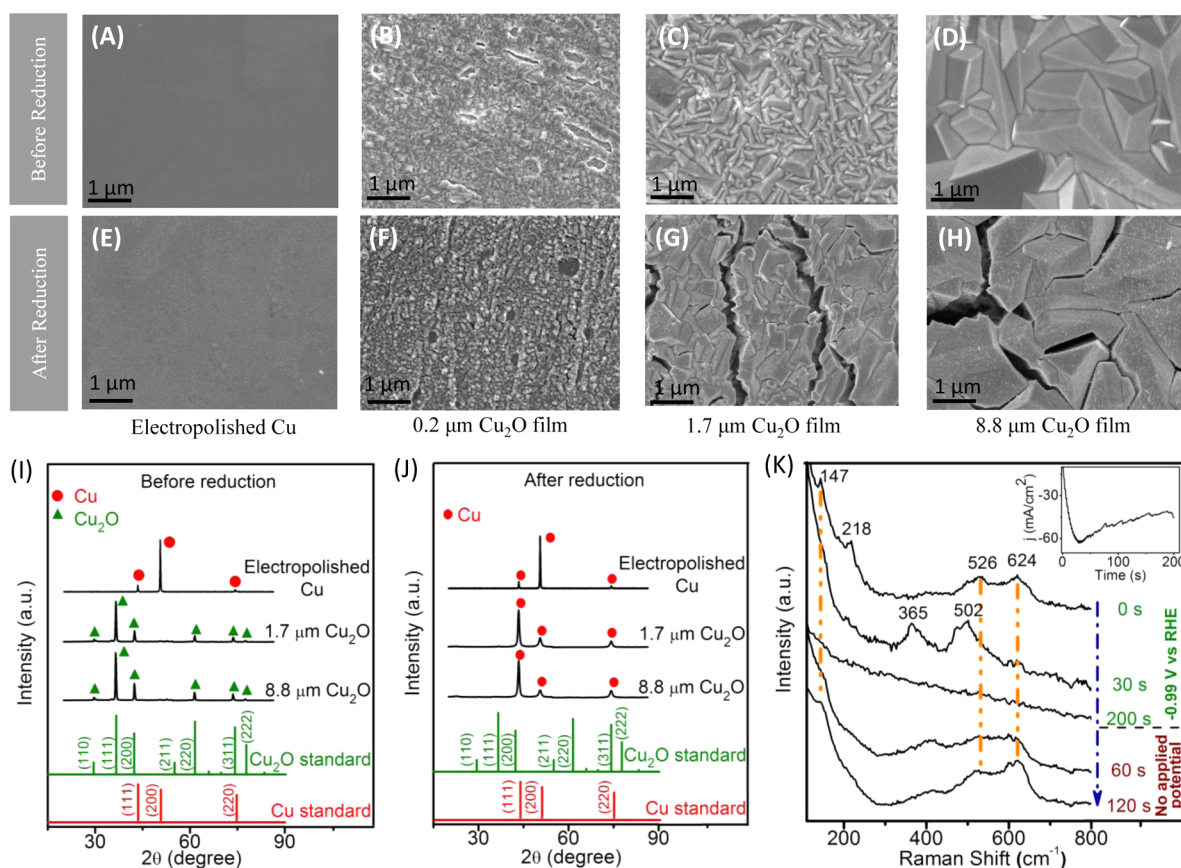 Before Reduction
(A)
1 μm
(B)
1 μm
(C)
1 μm
(D)
1 μm
After Reduction
(E)
1 μm
(F)
1 μm
(G)
1 μm
(H)
1 μm
Electropolished Cu
0.2 μm Cu₂O film
1.7 μm Cu₂O film
8.8 μm Cu₂O film
(I)
Before reduction
Cu
Cu₂O
Electropolished
Cu
1.7 μm Cu₂O
8.8 μm Cu₂O
(110)
(111)
(200)
(211)
(220)
(311)
(222)
Cu₂O standard
(111)
(200)
(220)
Cu standard
30
60
90
2θ (degree)
Intensity (a.u.)
(J)
After reduction
Cu
Electropolished
Cu
1.7 μm Cu₂O
8.8 μm Cu₂O
(110)
(111)
(200)
(211)
(220)
(311)
(222)
Cu₂O standard
(111)
(200)
(220)
Cu standard
30
60
90
2θ (degree)
Intensity (a.u.)
(K)
147
218
526
624
365
502
0 s
30 s
200 s
60 s
120 s
-0.99 V vs RHE
No applied
potential
j (mA/cm²)
-30
-60
0
100
200
Time (s)
200
400
600
800
Raman Shift (cm⁻¹)
Intensity (a.u.)